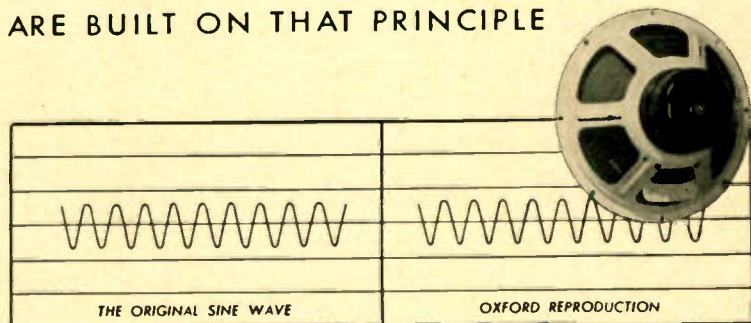 ARE BUILT ON THAT PRINCIPLE
THE ORIGINAL SINE WAVE
OXFORD REPRODUCTION